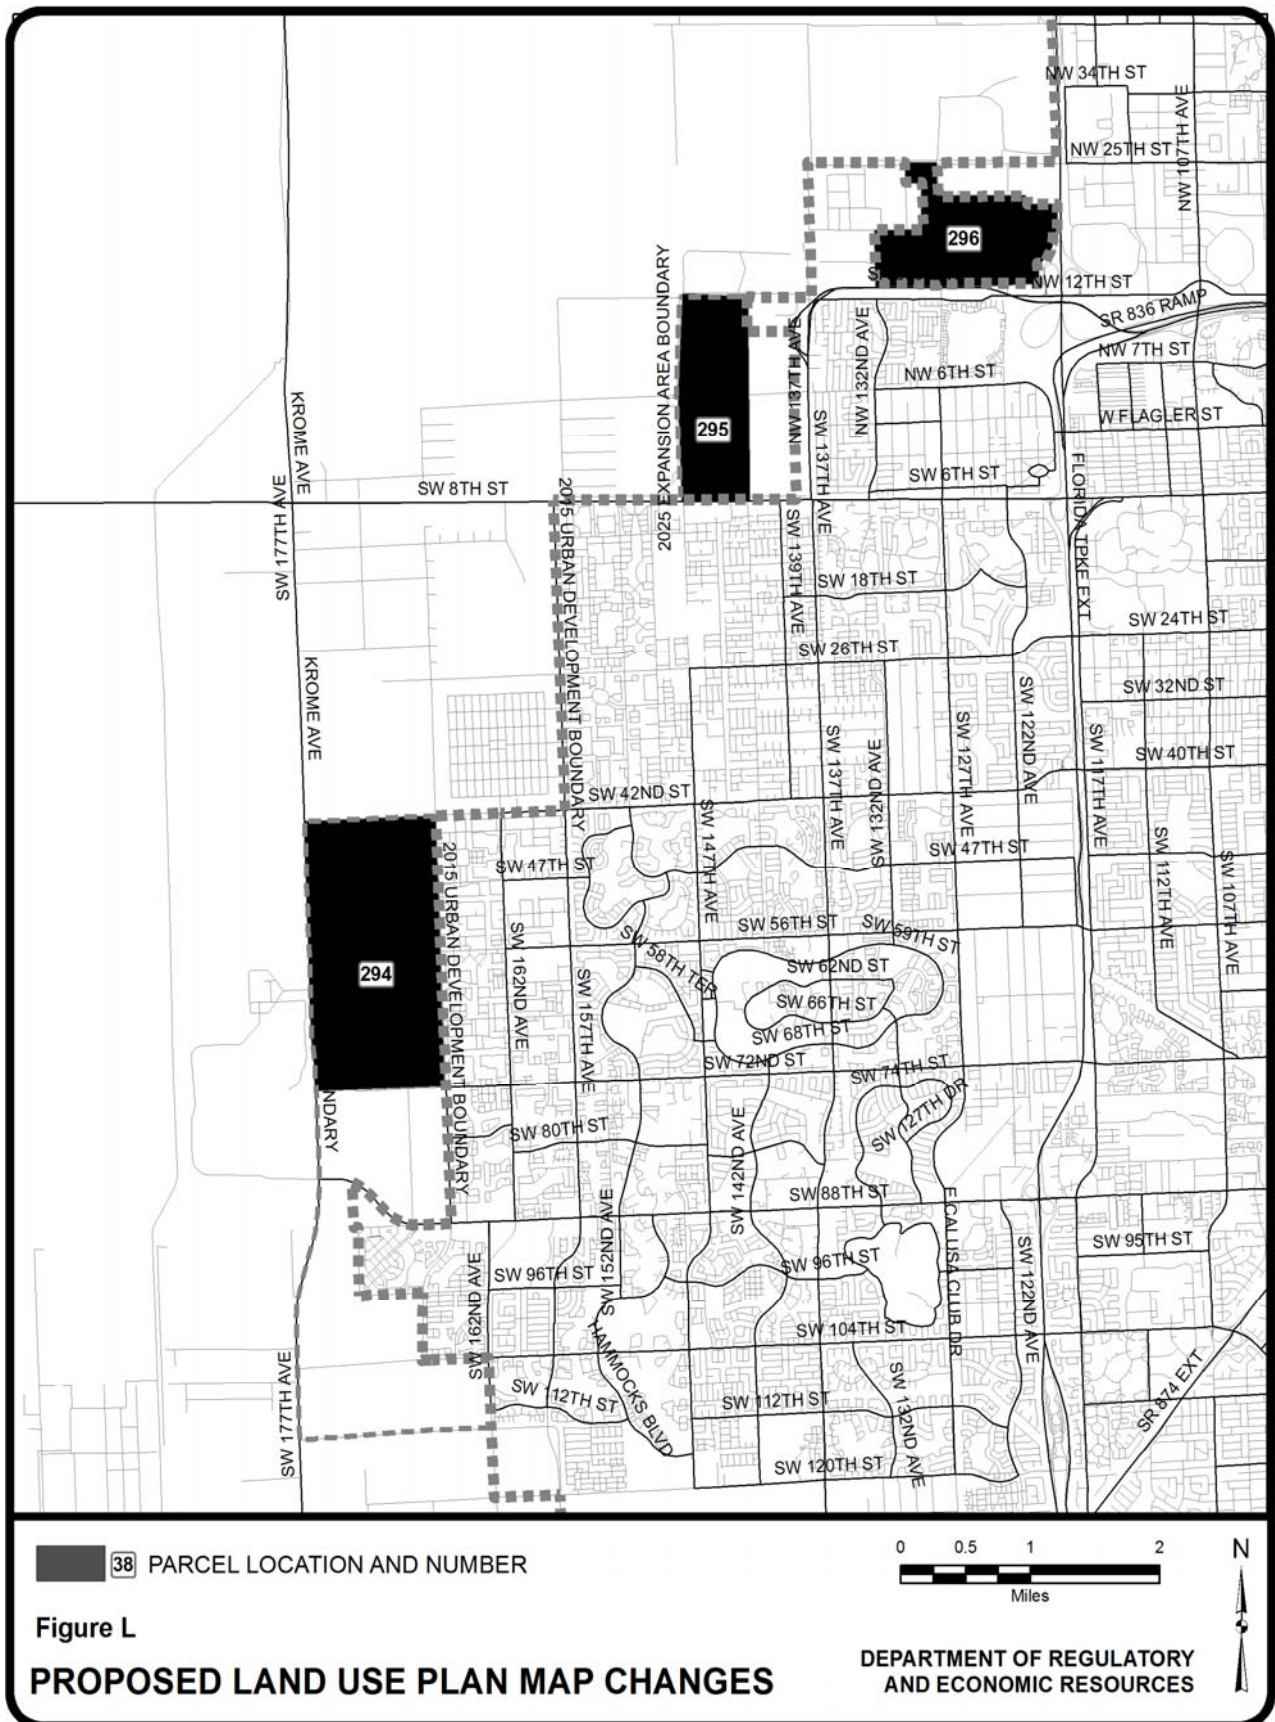 NW 34TH ST
NW 107TH AVE
NW 25TH ST
296
NW 12TH ST
SR 836 RAMP
2025 EXPANSION AREA BOUNDARY
NW 137TH AVE
NW 132ND AVE
NW 7TH ST
NW 6TH ST
KROME AVE
295
SW 137TH AVE
W FLAGLER ST
SW 6TH ST
SW 8TH ST
SW 177TH AVE
2015 URBAN DEVELOPMENT BOUNDARY
FLORIDA TPKE EXT
SW 139TH AVE
SW 18TH ST
SW 24TH ST
SW 26TH ST
KROME AVE
SW 32ND ST
SW 122ND AVE
SW 127TH AVE
SW 137TH AVE
SW 132ND AVE
SW 117TH AVE
SW 40TH ST
SW 42ND ST
SW 147TH AVE
SW 47TH ST
SW 47TH ST
SW 112TH AVE
SW 107TH AVE
2015 URBAN DEVELOPMENT BOUNDARY
SW 56TH ST
SW 59TH ST
SW 162ND AVE
SW 58TH TER
SW 62ND ST
294
SW 157TH AVE
SW 66TH ST
SW 68TH ST
SW 72ND ST
SW 74TH ST
SW 127TH DR
NDARY
SW 80TH ST
SW 142ND AVE
SW 88TH ST
SW 152ND AVE
E CALUSA CLUB DR
SW 95TH ST
SW 122ND AVE
SW 162ND AVE
SW 96TH ST
SW 96TH ST
SW 104TH ST
HAMMOCKS BLVD
SW 177TH AVE
SW 112TH ST
SW 112TH ST
SW 132ND AVE
SR 874 EXT
SW 120TH ST
38 PARCEL LOCATION AND NUMBER
0 0.5 1 2
Miles
N
Figure L
PROPOSED LAND USE PLAN MAP CHANGES
DEPARTMENT OF REGULATORY
AND ECONOMIC RESOURCES